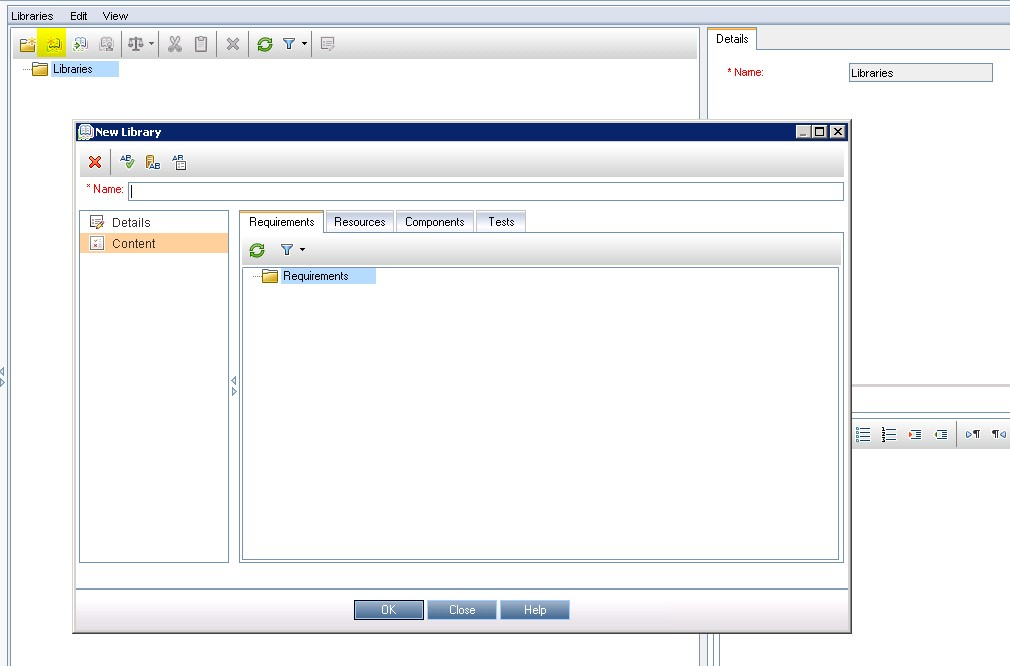 Libraries Edit View
Libraries
Details
* Name: Libraries
New Library
* Name:
Details
Content
Requirements Resources Components Tests
Requirements
OK Close Help